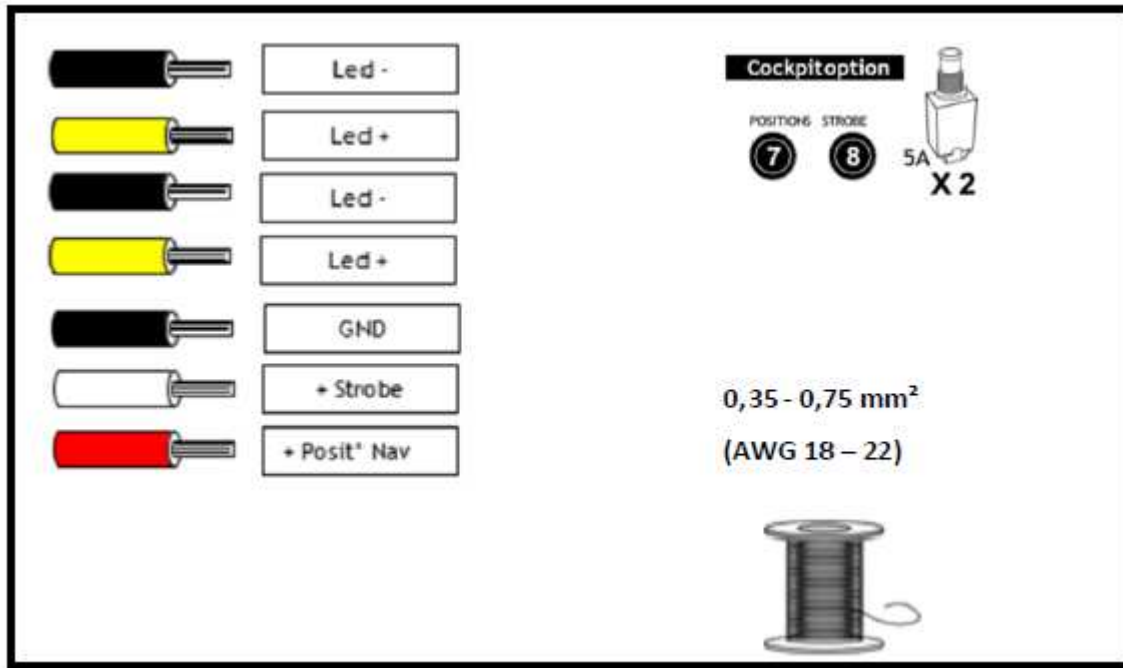 Led -
Led +
Led -
Led +
GND
+ Strobe
+ Posit° Nav
Cockpitoption
POSITIONS STROBE
7 8
5A
X 2
0,35 - 0,75 mm²
(AWG 18 – 22)